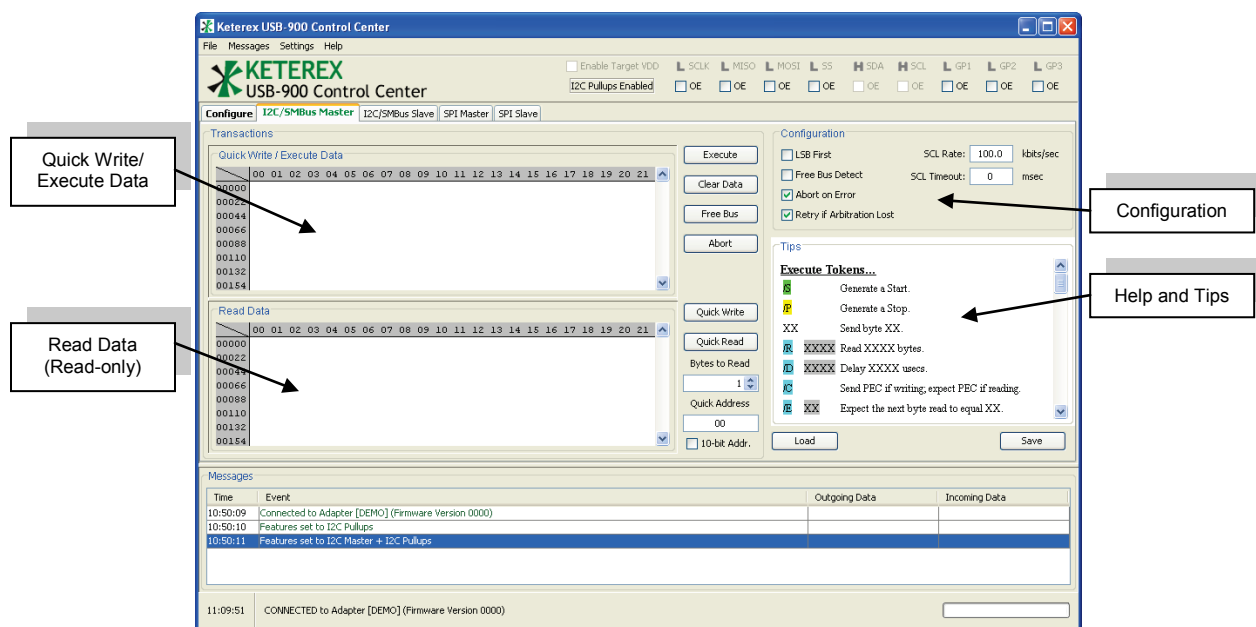 Keterex USB-900 Control Center
File Messages Settings Help
KETEREX
USB-900 Control Center
Enable Target VDD L SCLK L MISO L MOSI L SS H SDA H SCL L GP1 L GP2 L GP3
I2C Pullups Enabled OE OE OE OE OE OE OE OE OE
Configure I2C/SMBus Master I2C/SMBus Slave SPI Master SPI Slave
Transactions
Quick Write / Execute Data
00 01 02 03 04 05 06 07 08 09 10 11 12 13 14 15 16 17 18 19 20 21
00000
00022
00044
00066
00088
00110
00132
00154
Execute
Clear Data
Free Bus
Abort
Read Data
00 01 02 03 04 05 06 07 08 09 10 11 12 13 14 15 16 17 18 19 20 21
00000
00022
00044
00066
00088
00110
00132
00154
Quick Write
Quick Read
Bytes to Read
1
Quick Address
00
10-bit Addr.
Configuration
LSB First SCL Rate: 100.0 kbits/sec
Free Bus Detect SCL Timeout: 0 msec
Abort on Error
Retry if Arbitration Lost
Tips
Execute Tokens...
/S Generate a Start.
/P Generate a Stop.
XX Send byte XX.
/R XXXX Read XXXX bytes.
/D XXXX Delay XXXX usecs.
/C Send PEC if writing; expect PEC if reading.
/E XX Expect the next byte read to equal XX.
Load Save
Messages
Time Event Outgoing Data Incoming Data
10:50:09 Connected to Adapter [DEMO] (Firmware Version 0000)
10:50:10 Features set to I2C Pullups
10:50:11 Features set to I2C Master + I2C Pullups
11:09:51 CONNECTED to Adapter [DEMO] (Firmware Version 0000)
Quick Write/
Execute Data
Read Data
(Read-only)
Configuration
Help and Tips